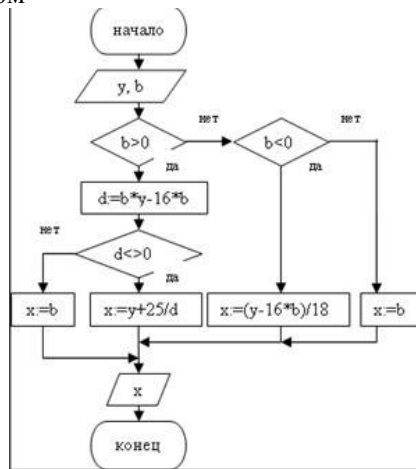 начало
y, b
нет
нет
b>0
b<0
да
да
d:=b*y-16*b
нет
d<>0
да
x:=b
x:=y+25/d
x:=(y-16*b)/18
x:=b
x
конец